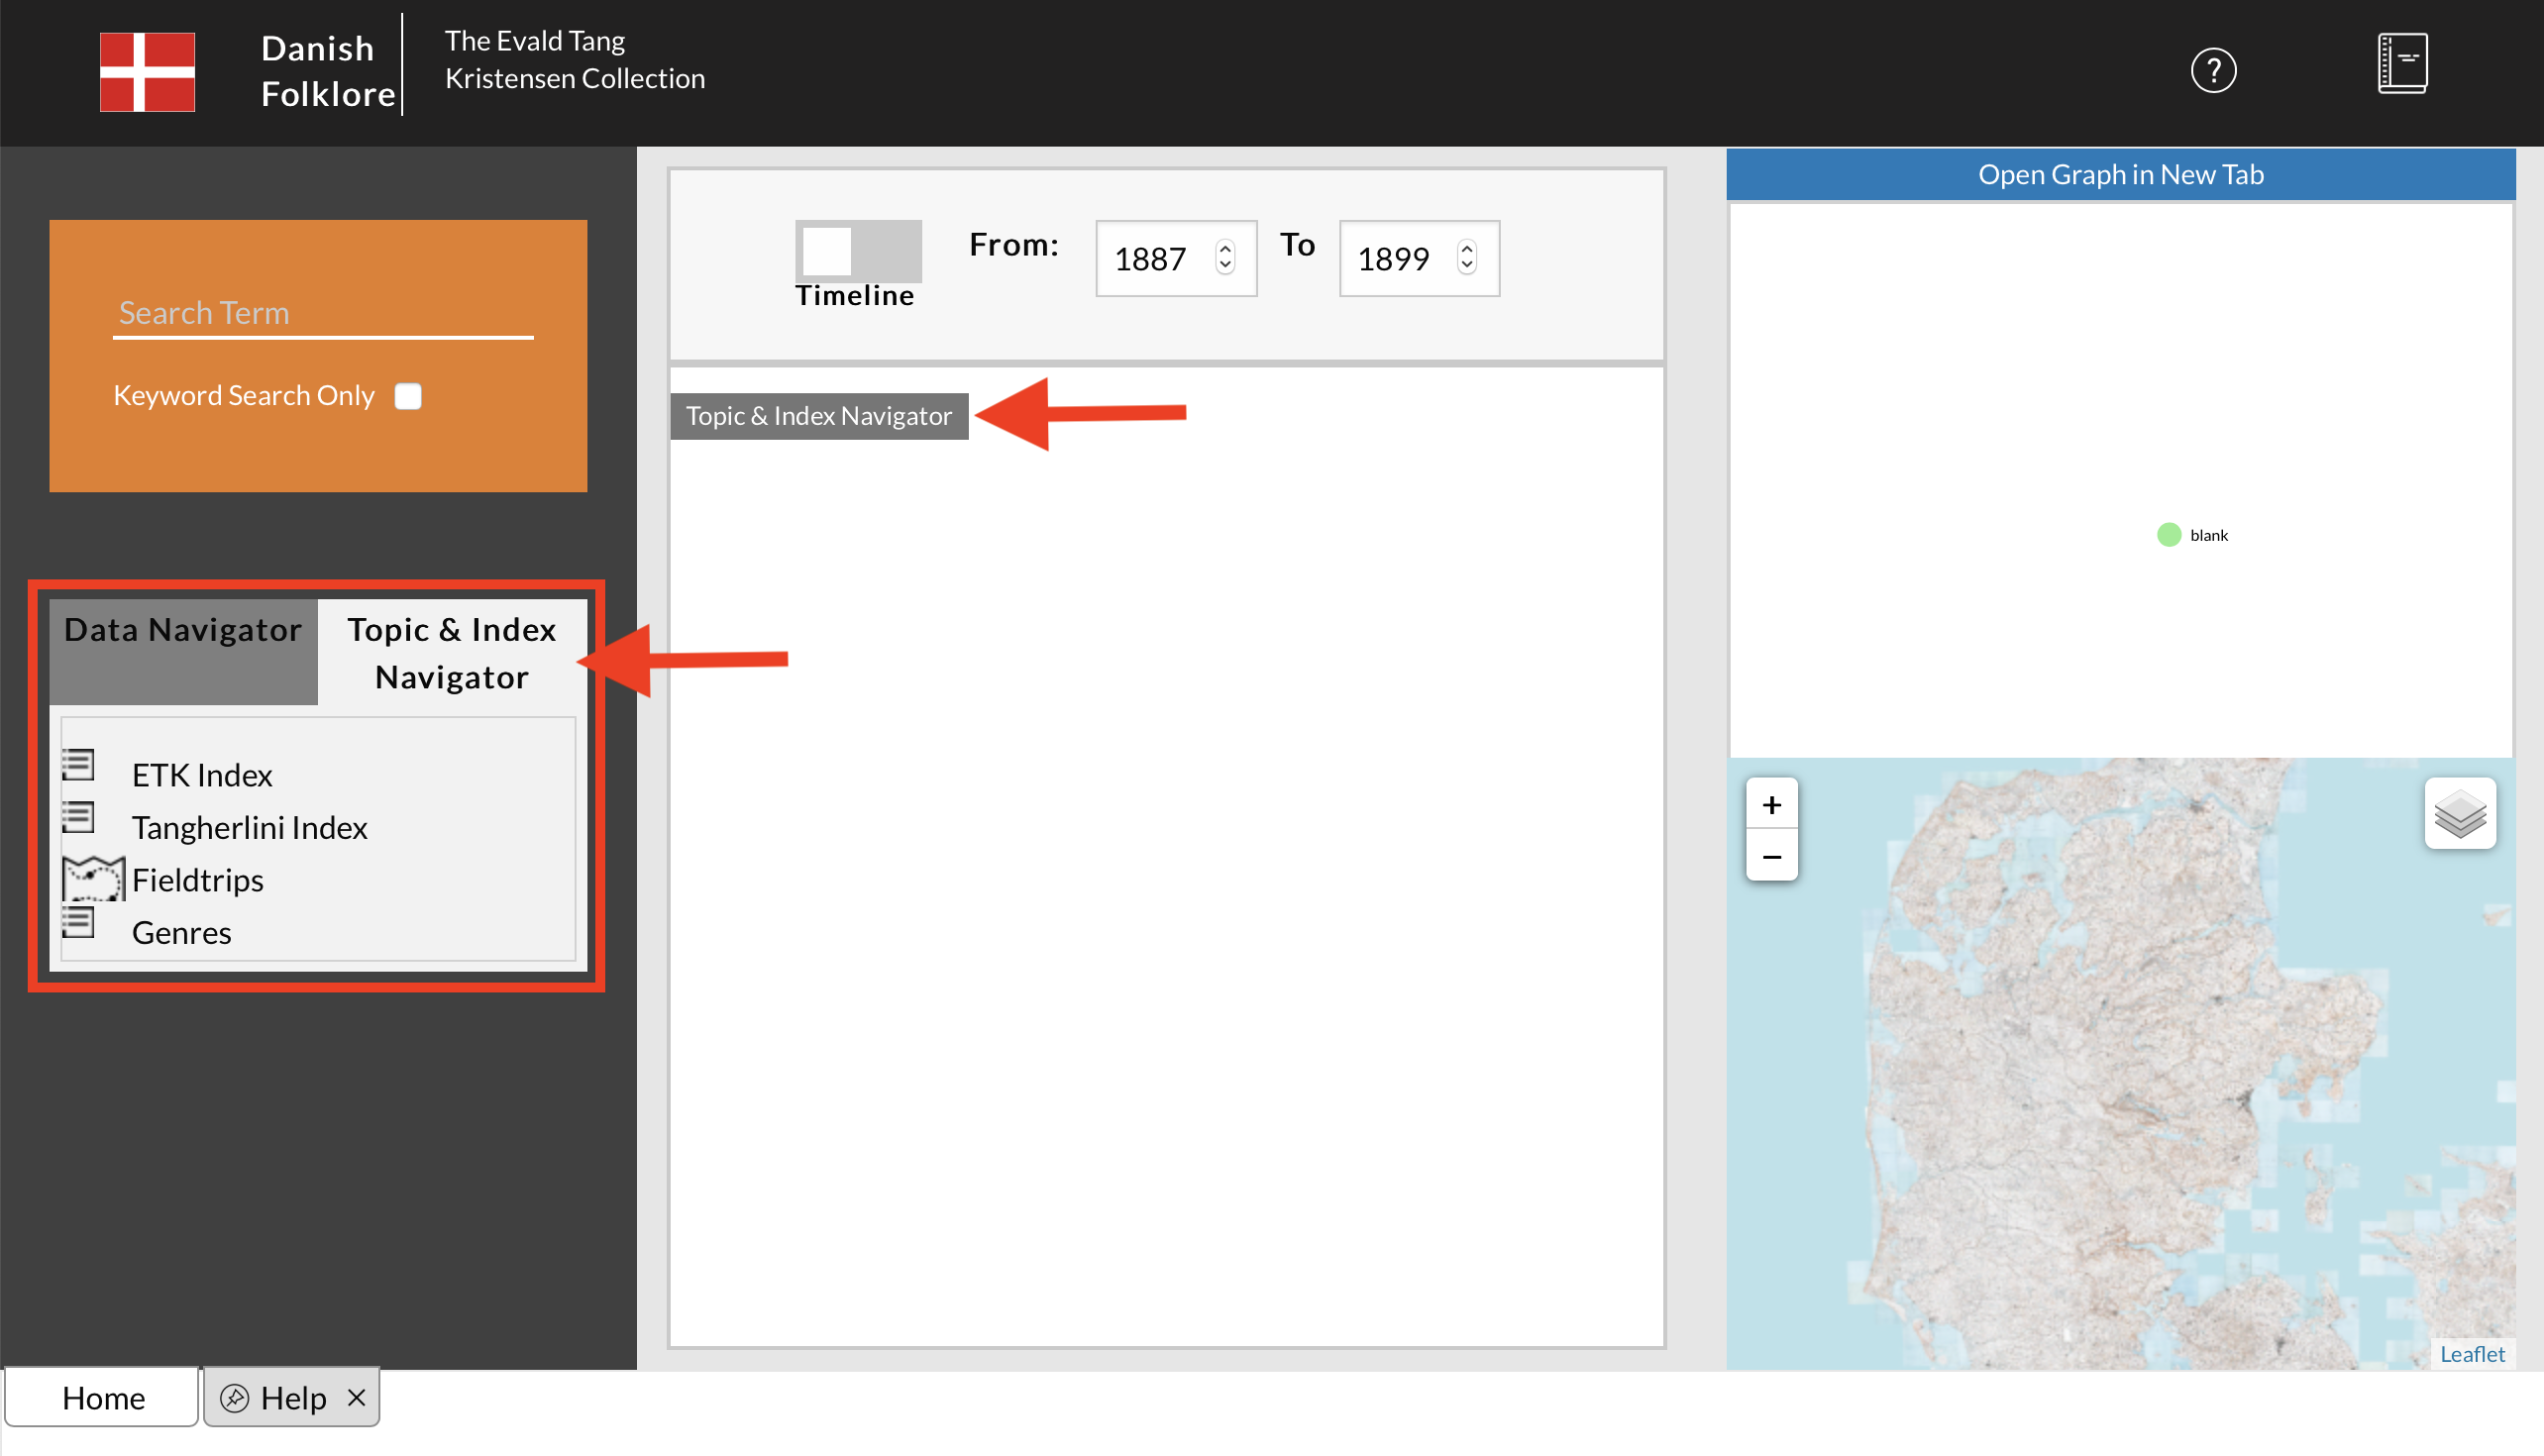 Danish
Folklore
The Evald Tang
Kristensen Collection
?
Search Term
Keyword Search Only
Data Navigator
Topic & Index
Navigator
ETK Index
Tangherlini Index
Fieldtrips
Genres
Timeline
From:
1887
To
1899
Topic & Index Navigator
Open Graph in New Tab
blank
+
−
Leaflet
Home
Help ×